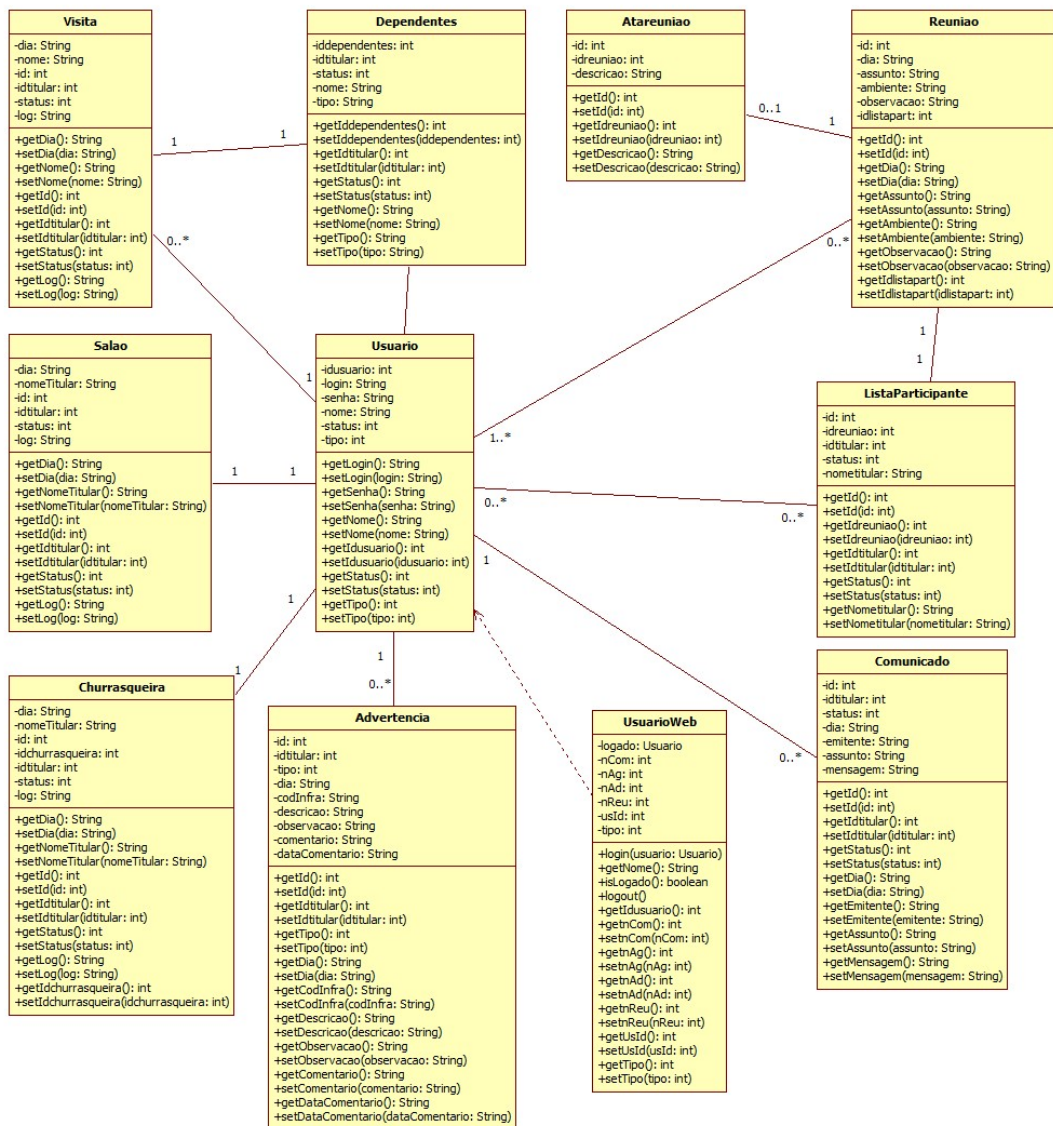 Visita
-dia: String
-nome: String
-id: int
-idtitular: int
-status: int
-log: String
+getDia(): String
+setDia(dia: String)
+getNome(): String
+setNome(nome: String)
+getId(): int
+setId(id: int)
+getIdtitular(): int
+setIdtitular(idtitular: int)
+getStatus(): int
+setStatus(status: int)
+getLog(): String
+setLog(log: String)
1
1
0..*
1
Dependentes
-iddependentes: int
-idtitular: int
-status: int
-nome: String
-tipo: String
+getIddependentes(): int
+setIddependentes(iddependentes: int)
+getIdtitular(): int
+setIdtitular(idtitular: int)
+getStatus(): int
+setStatus(status: int)
+getNome(): String
+setNome(nome: String)
+getTipo(): String
+setTipo(tipo: String)
Atareuniao
-id: int
-idreuniao: int
-descricao: String
+getId(): int
+setId(id: int)
+getIdreuniao(): int
+setIdreuniao(idreuniao: int)
+getDescricao(): String
+setDescricao(descricao: String)
0..1
1
Reuniao
-id: int
-dia: String
-assunto: String
-ambiente: String
-observacao: String
-idlistapart: int
+getId(): int
+setId(id: int)
+getDia(): String
+setDia(dia: String)
+getAssunto(): String
+setAssunto(assunto: String)
+getAmbiente(): String
+setAmbiente(ambiente: String)
+getObservacao(): String
+setObservacao(observacao: String)
+getIdlistapart(): int
+setIdlistapart(idlistapart: int)
0..*
1..*
1
1
Salao
-dia: String
-nomeTitular: String
-id: int
-idtitular: int
-status: int
-log: String
+getDia(): String
+setDia(dia: String)
+getNomeTitular(): String
+setNomeTitular(nomeTitular: String)
+getId(): int
+setId(id: int)
+getIdtitular(): int
+setIdtitular(idtitular: int)
+getStatus(): int
+setStatus(status: int)
+getLog(): String
+setLog(log: String)
1
1
Usuario
-idusuario: int
-login: String
-senha: String
-nome: String
-status: int
-tipo: int
+getLogin(): String
+setLogin(login: String)
+getSenha(): String
+setSenha(senha: String)
+getNome(): String
+setNome(nome: String)
+getIdusuario(): int
+setIdusuario(idusuario: int)
+getStatus(): int
+setStatus(status: int)
+getTipo(): int
+setTipo(tipo: int)
0..*
0..*
1
0..*
ListaParticipante
-id: int
-idreuniao: int
-idtitular: int
-status: int
-nometitular: String
+getId(): int
+setId(id: int)
+getIdreuniao(): int
+setIdreuniao(idreuniao: int)
+getIdtitular(): int
+setIdtitular(idtitular: int)
+getStatus(): int
+setStatus(status: int)
+getNometitular(): String
+setNometitular(nometitular: String)
1
1
Churrasqueira
-dia: String
-nomeTitular: String
-id: int
-idchurrasqueira: int
-idtitular: int
-status: int
-log: String
+getDia(): String
+setDia(dia: String)
+getNomeTitular(): String
+setNomeTitular(nomeTitular: String)
+getId(): int
+setId(id: int)
+getIdtitular(): int
+setIdtitular(idtitular: int)
+getStatus(): int
+setStatus(status: int)
+getLog(): String
+setLog(log: String)
+getIdchurrasqueira(): int
+setIdchurrasqueira(idchurrasqueira: int)
1
0..*
Advertencia
-id: int
-idtitular: int
-tipo: int
-dia: String
-codInfra: String
-descricao: String
-observacao: String
-comentario: String
-dataComentario: String
+getId(): int
+setId(id: int)
+getIdtitular(): int
+setIdtitular(idtitular: int)
+getTipo(): int
+setTipo(tipo: int)
+getDia(): String
+setDia(dia: String)
+getCodInfra(): String
+setCodInfra(codInfra: String)
+getDescricao(): String
+setDescricao(descricao: String)
+getObservacao(): String
+setObservacao(observacao: String)
+getComentario(): String
+setComentario(comentario: String)
+getDataComentario(): String
+setDataComentario(dataComentario: String)
UsuarioWeb
-logado: Usuario
-nCom: int
-nAg: int
-nAd: int
-nReu: int
-usId: int
-tipo: int
+login(usuario: Usuario)
+getNome(): String
+isLogado(): boolean
+logout()
+getIdusuario(): int
+getnCom(): int
+setnCom(nCom: int)
+getnAg(): int
+setnAg(nAg: int)
+getnAd(): int
+setnAd(nAd: int)
+getnReu(): int
+setnReu(nReu: int)
+getUsId(): int
+setUsId(usId: int)
+getTipo(): int
+setTipo(tipo: int)
Comunicado
-id: int
-idtitular: int
-status: int
-dia: String
-emitente: String
-assunto: String
-mensagem: String
+getId(): int
+setId(id: int)
+getIdtitular(): int
+setIdtitular(idtitular: int)
+getStatus(): int
+setStatus(status: int)
+getDia(): String
+setDia(dia: String)
+getEmitente(): String
+setEmitente(emitente: String)
+getAssunto(): String
+setAssunto(assunto: String)
+getMensagem(): String
+setMensagem(mensagem: String)